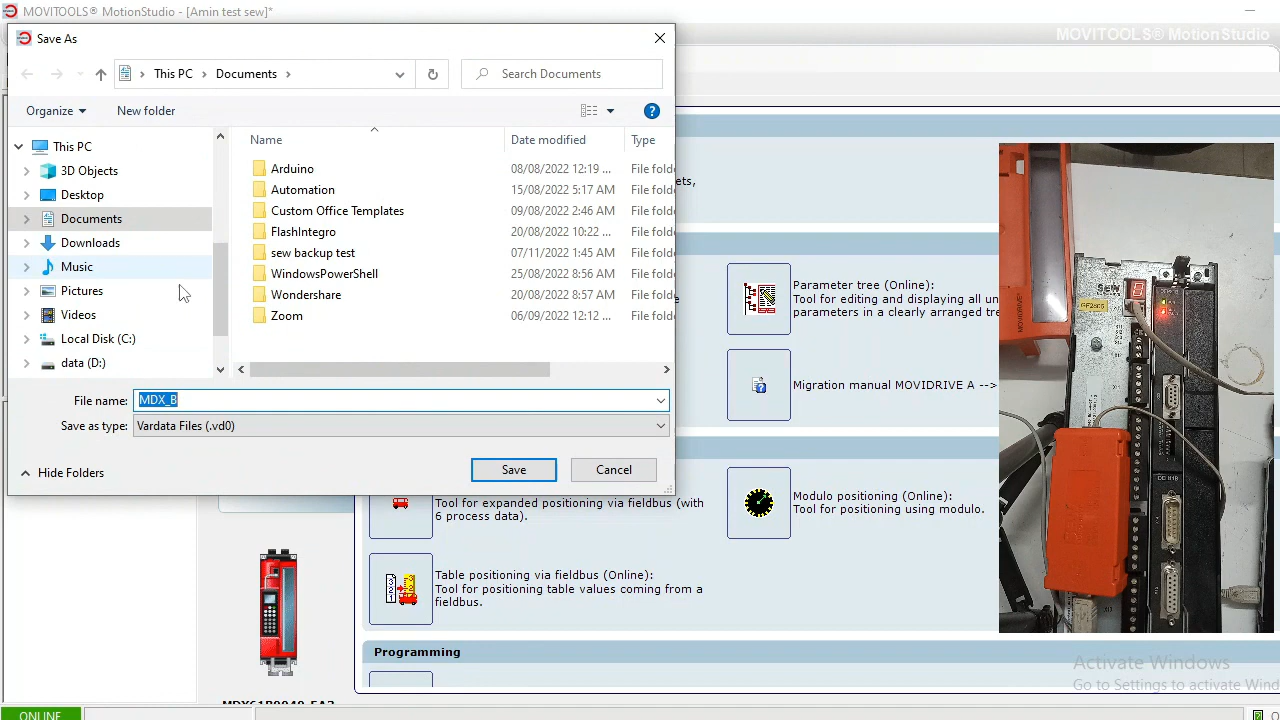 MOVITOOLS® MotionStudio - [Amin test sew]*
MOVITOOLS® MotionStudio
Save As
This PC
Documents
Search Documents
Organize
New folder
Name
Date modified
Type
This PC
3D Objects
Desktop
Documents
Downloads
Music
Pictures
Videos
Local Disk (C:)
data (D:)
Arduino 08/08/2022 12:19 ... File folde
Automation 15/08/2022 5:17 AM File folde
Custom Office Templates 09/08/2022 2:46 AM File folde
FlashIntegro 20/08/2022 10:22 ... File folde
sew backup test 07/11/2022 1:45 AM File folde
WindowsPowerShell 25/08/2022 8:56 AM File folde
Wondershare 20/08/2022 8:57 AM File folde
Zoom 06/09/2022 12:12 ... File folde
File name: MDX_B
Save as type: Vardata Files (.vd0)
Hide Folders
Save
Cancel
ets,
Parameter tree (Online):
Tool for editing and displaying all un
parameters in a clearly arranged tre
Migration manual MOVIDRIVE A -->
Tool for expanded positioning via fieldbus (with
6 process data).
Modulo positioning (Online):
Tool for positioning using modulo.
Table positioning via fieldbus (Online):
Tool for positioning table values coming from a
fieldbus.
Programming
SEW
GF2405
Activate Windows
Go to Settings to activate Wind
ONLINE